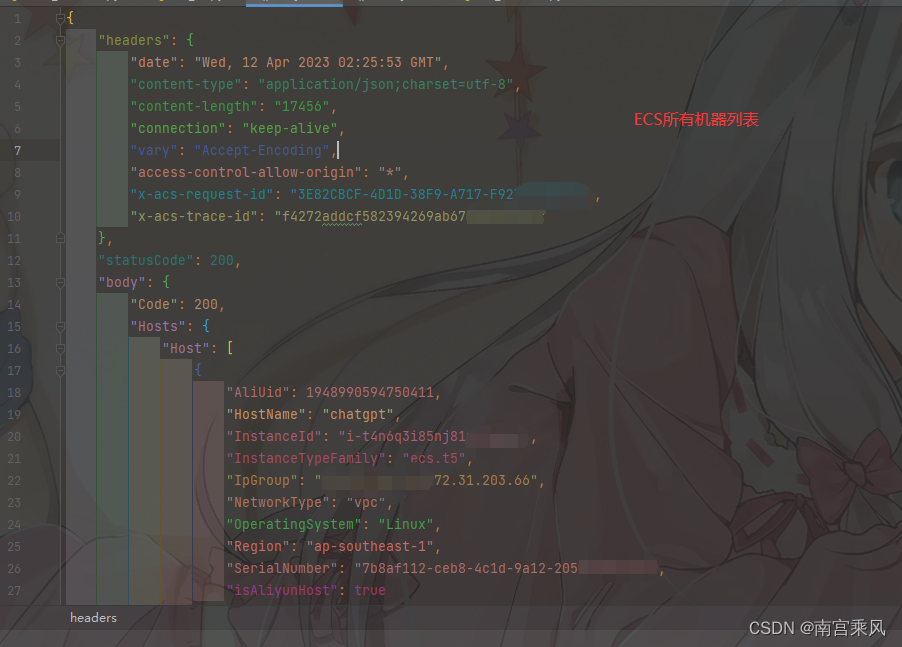 1 {
2 "headers": {
3 "date": "Wed, 12 Apr 2023 02:25:53 GMT",
4 "content-type": "application/json;charset=utf-8",
5 "content-length": "17456",
6 "connection": "keep-alive",
7 "vary": "Accept-Encoding",
8 "access-control-allow-origin": "*",
9 "x-acs-request-id": "3E82CBCF-4D1D-38F9-A717-F92 ,
10 "x-acs-trace-id": "f4272addcf582394269ab67
11 },
12 "statusCode": 200,
13 "body": {
14 "Code": 200,
15 "Hosts": {
16 "Host": [
17 {
18 "AliUid": 1948990594750411,
19 "HostName": "chatgpt",
20 "InstanceId": "i-t4n6q3i85nj81 ,
21 "InstanceTypeFamily": "ecs.t5",
22 "IpGroup": " 72.31.203.66",
23 "NetworkType": "vpc",
24 "OperatingSystem": "Linux",
25 "Region": "ap-southeast-1",
26 "SerialNumber": "7b8af112-ceb8-4c1d-9a12-205 ,
27 "isAliyunHost": true
ECS所有机器列表
headers
CSDN @南宫乘风